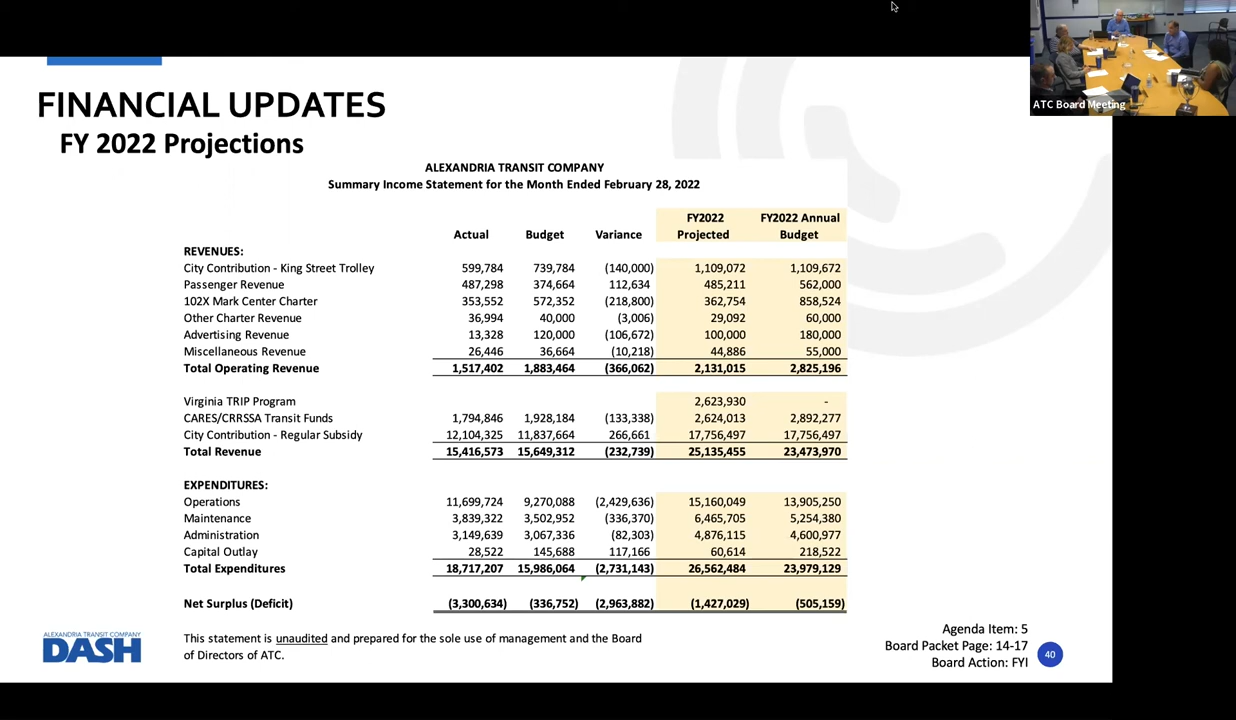 ATC Board Meeting
FINANCIAL UPDATES
FY 2022 Projections
ALEXANDRIA TRANSIT COMPANY
Summary Income Statement for the Month Ended February 28, 2022
FY2022 FY2022 Annual
Actual Budget Variance Projected Budget
REVENUES:
City Contribution - King Street Trolley 599,784 739,784 (140,000) 1,109,072 1,109,672
Passenger Revenue 487,298 374,664 112,634 485,211 562,000
102X Mark Center Charter 353,552 572,352 (218,800) 362,754 858,524
Other Charter Revenue 36,994 40,000 (3,006) 29,092 60,000
Advertising Revenue 13,328 120,000 (106,672) 100,000 180,000
Miscellaneous Revenue 26,446 36,664 (10,218) 44,886 55,000
Total Operating Revenue 1,517,402 1,883,464 (366,062) 2,131,015 2,825,196
Virginia TRIP Program 2,623,930 -
CARES/CRRSSA Transit Funds 1,794,846 1,928,184 (133,338) 2,624,013 2,892,277
City Contribution - Regular Subsidy 12,104,325 11,837,664 266,661 17,756,497 17,756,497
Total Revenue 15,416,573 15,649,312 (232,739) 25,135,455 23,473,970
EXPENDITURES:
Operations 11,699,724 9,270,088 (2,429,636) 15,160,049 13,905,250
Maintenance 3,839,322 3,502,952 (336,370) 6,465,705 5,254,380
Administration 3,149,639 3,067,336 (82,303) 4,876,115 4,600,977
Capital Outlay 28,522 145,688 117,166 60,614 218,522
Total Expenditures 18,717,207 15,986,064 (2,731,143) 26,562,484 23,979,129
Net Surplus (Deficit) (3,300,634) (336,752) (2,963,882) (1,427,029) (505,159)
ALEXANDRIA TRANSIT COMPANY
DASH
This statement is unaudited and prepared for the sole use of management and the Board
of Directors of ATC.
Agenda Item: 5
Board Packet Page: 14-17
Board Action: FYI
40